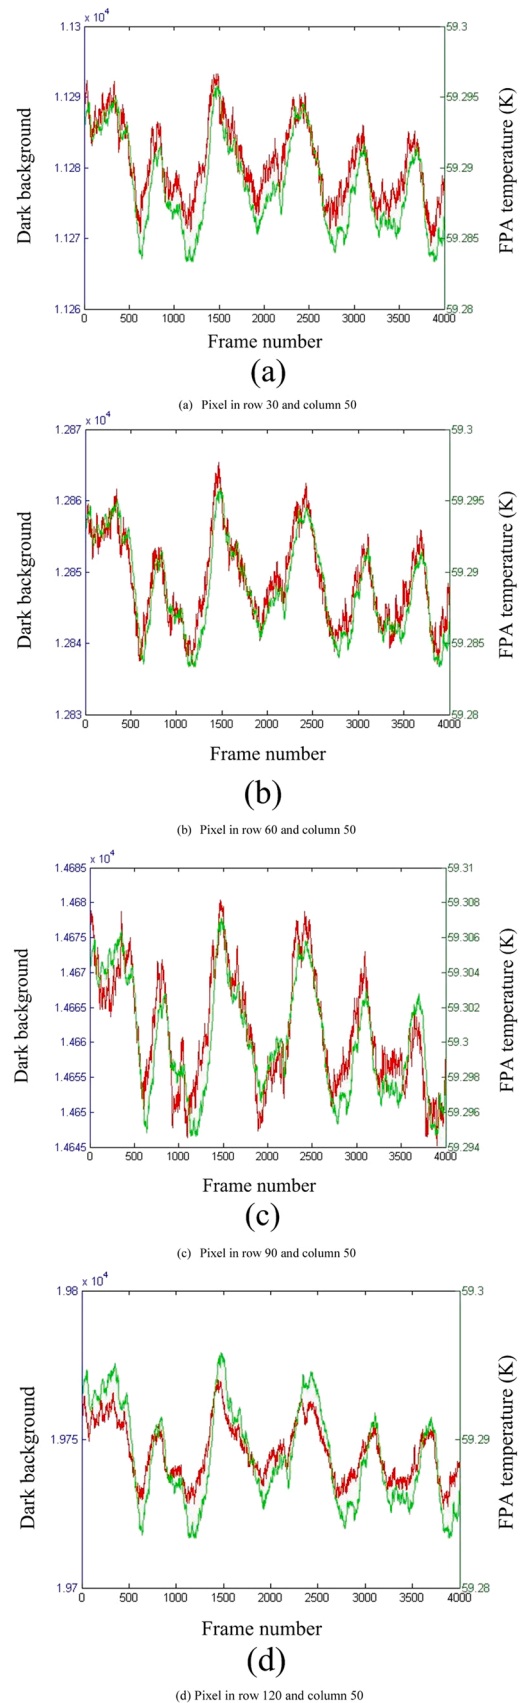 x 10^4
1.13
1.129
1.128
1.127
1.126
59.3
59.295
59.29
59.285
59.28
Dark background
FPA temperature (K)
0 500 1000 1500 2000 2500 3000 3500 4000
Frame number
(a)
(a) Pixel in row 30 and column 50
x 10^4
1.287
1.286
1.285
1.284
1.283
59.3
59.295
59.29
59.285
59.28
Dark background
FPA temperature (K)
0 500 1000 1500 2000 2500 3000 3500 4000
Frame number
(b)
(b) Pixel in row 60 and column 50
x 10^4
1.4685
1.468
1.4675
1.467
1.4665
1.466
1.4655
1.465
1.4645
59.31
59.308
59.306
59.304
59.302
59.3
59.298
59.296
59.294
Dark background
FPA temperature (K)
0 500 1000 1500 2000 2500 3000 3500 4000
Frame number
(c)
(c) Pixel in row 90 and column 50
x 10^4
1.98
1.975
1.97
59.3
59.29
59.28
Dark background
FPA temperature (K)
0 500 1000 1500 2000 2500 3000 3500 4000
Frame number
(d)
(d) Pixel in row 120 and column 50